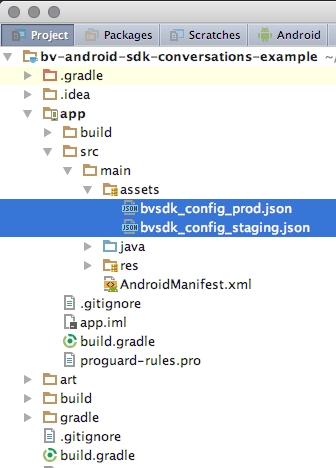 Project Packages Scratches Android
bv-android-sdk-conversations-example ~/
.gradle
.idea
app
build
src
main
assets
JSON bvsdk_config_prod.json
JSON bvsdk_config_staging.json
java
res
AndroidManifest.xml
.gitignore
app.iml
build.gradle
proguard-rules.pro
art
build
gradle
.gitignore
build.gradle